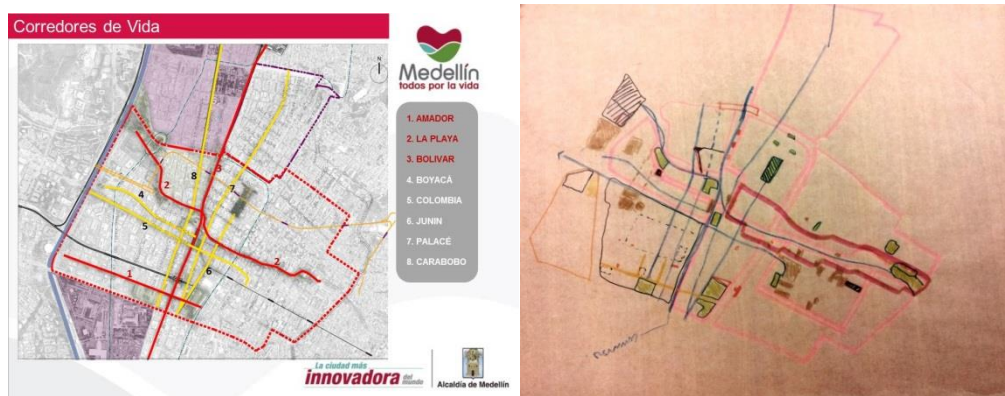 Corredores de Vida
N
Medellín
todos por la vida
1. AMADOR
2. LA PLAYA
3. BOLIVAR
4. BOYACÁ
5. COLOMBIA
6. JUNIN
7. PALACÉ
8. CARABOBO
3
8
2
7
4
5
6
2
1
La ciudad más
innovadora del
mundo
Alcaldía de Medellín